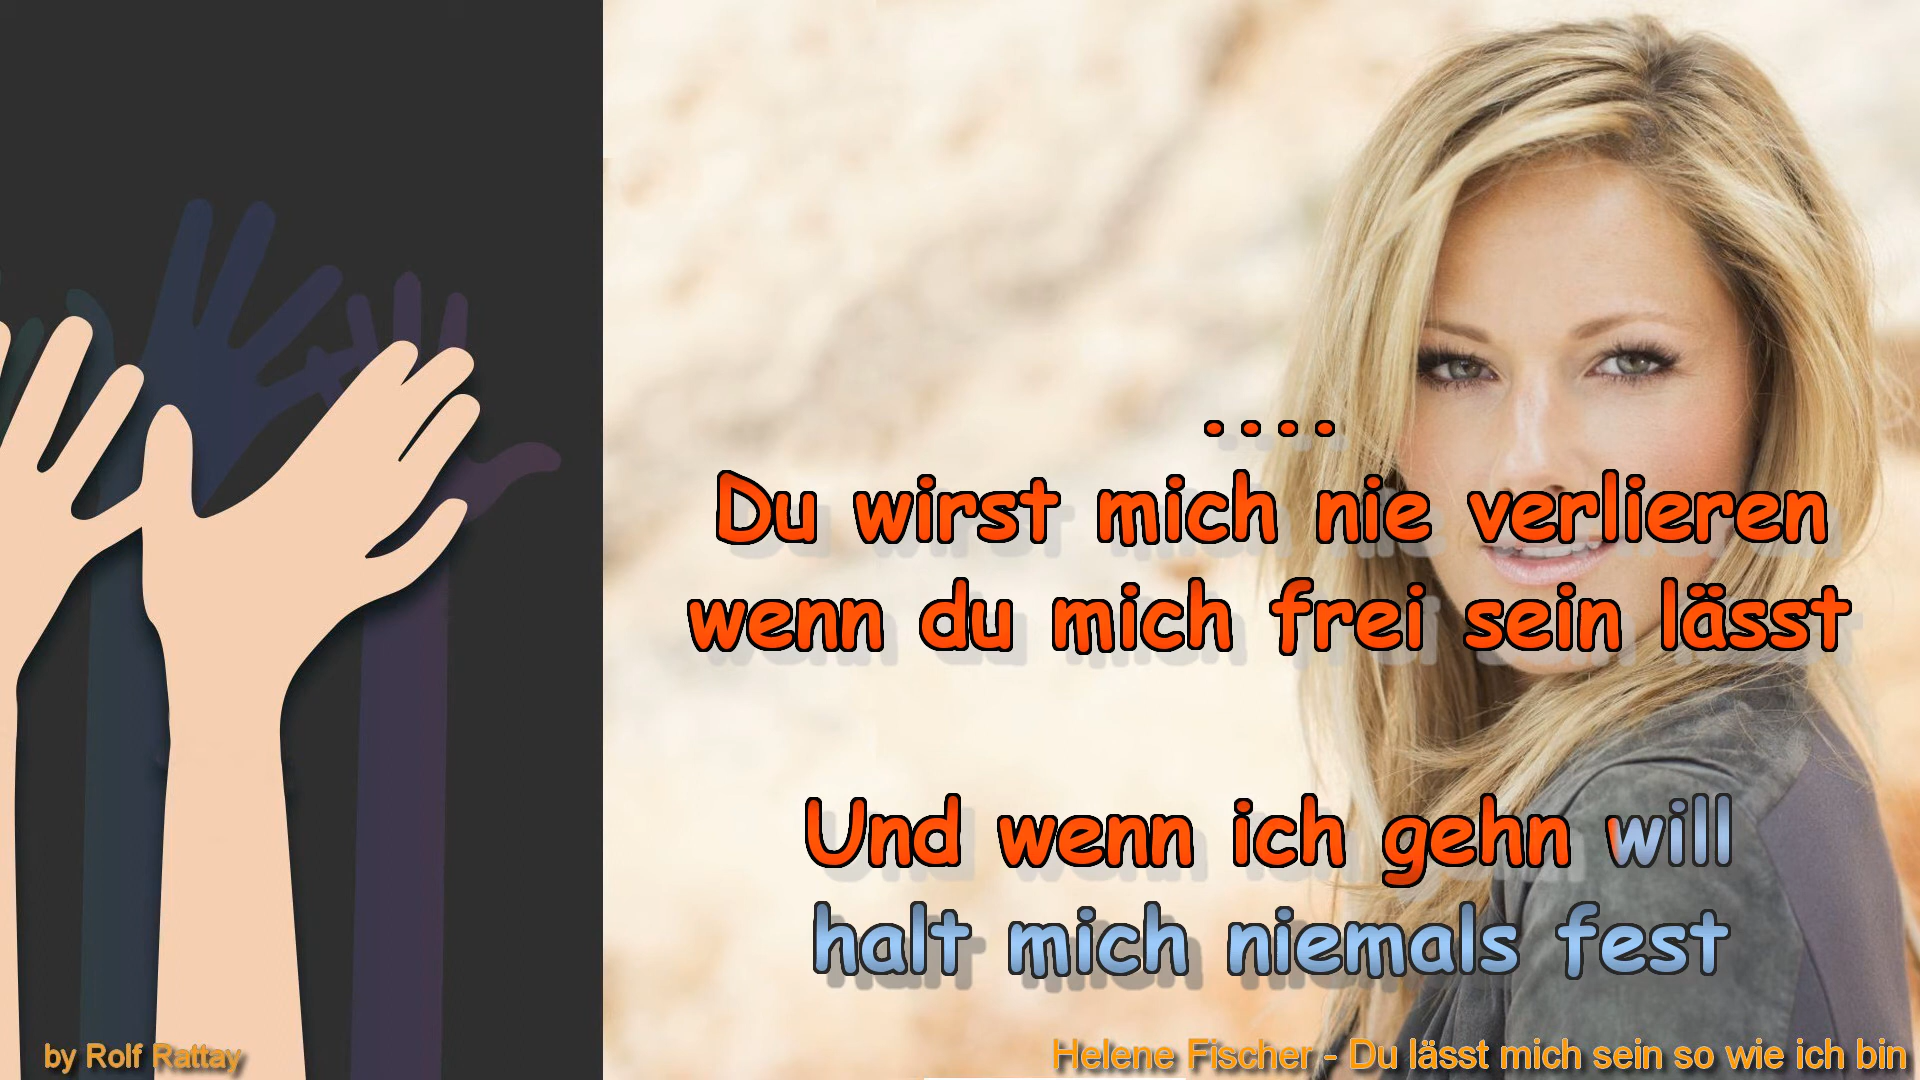 ....
Du wirst mich nie verlieren
wenn du mich frei sein lässt
Und wenn ich gehn will
halt mich niemals fest
by Rolf Rattay
Helene Fischer - Du lässt mich sein so wie ich bin